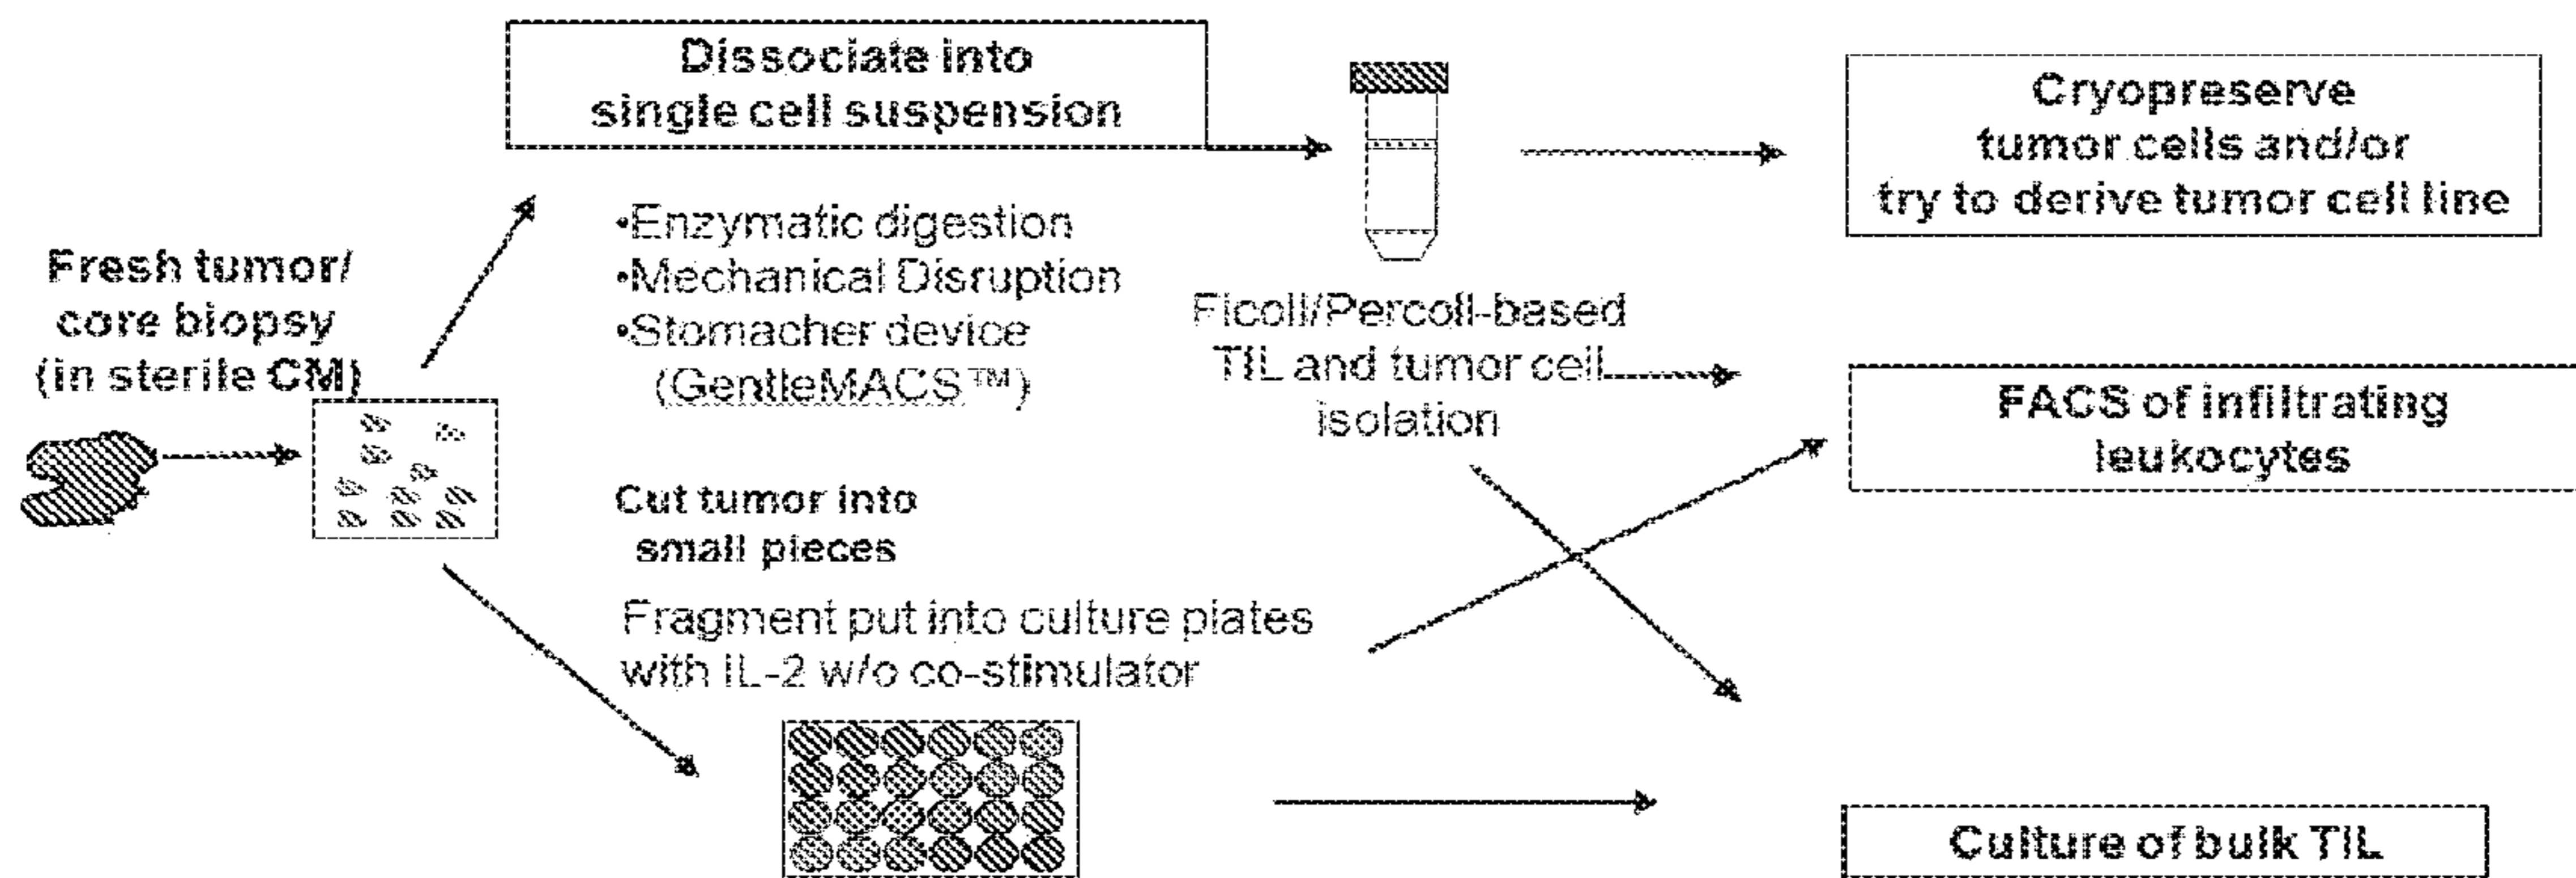 Dissociate into
single cell suspension
Cryopreserve
tumor cells and/or
try to derive tumor cell line
Fresh tumor/
core biopsy
(in sterile CM)
•Enzymatic digestion
•Mechanical Disruption
•Stomacher device
(GentleMACS™)
Ficoll/Percoll-based
TIL and tumor cell
isolation
FACS of infiltrating
leukocytes
Cut tumor into
small pieces
Fragment put into culture plates
with IL-2 w/o co-stimulator
Culture of bulk TIL